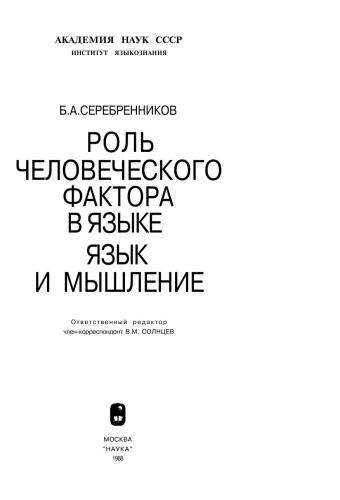 АКАДЕМИЯ НАУК СССР
ИНСТИТУТ ЯЗЫКОЗНАНИЯ
Б.А.СЕРЕБРЕННИКОВ
РОЛЬ
ЧЕЛОВЕЧЕСКОГО
ФАКТОРА
В ЯЗЫКЕ
ЯЗЫК
И МЫШЛЕНИЕ
Ответственный редактор
член-корреспондент В.М. СОЛНЦЕВ
МОСКВА
"НАУКА"
1988